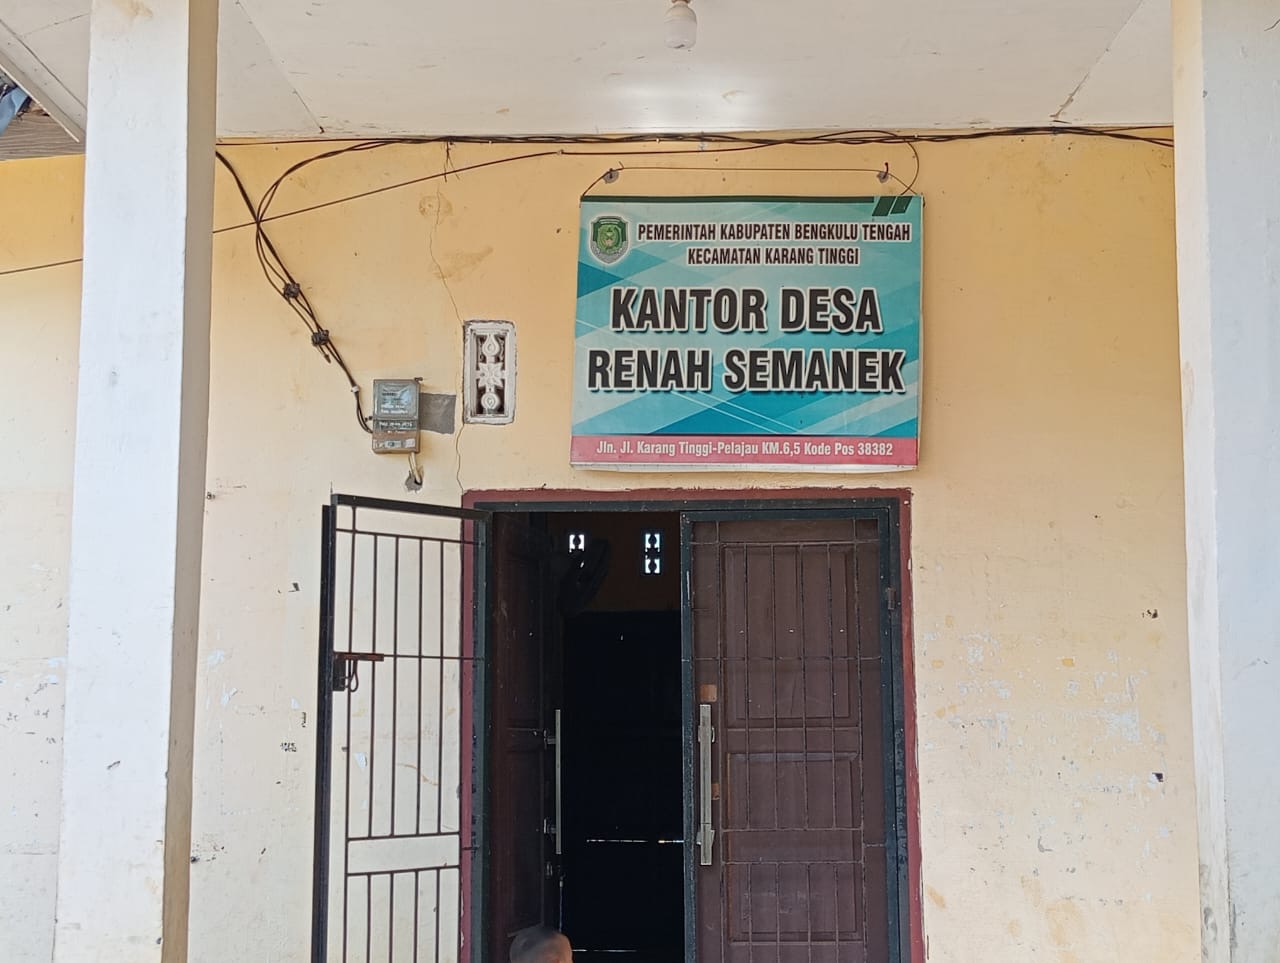 PEMERINTAH KABUPATEN BENGKULU TENGAH
KECAMATAN KARANG TINGGI
KANTOR DESA
RENAH SEMANEK
Jln. Jl. Karang Tinggi-Pelajau KM.6,5 Kode Pos 38382